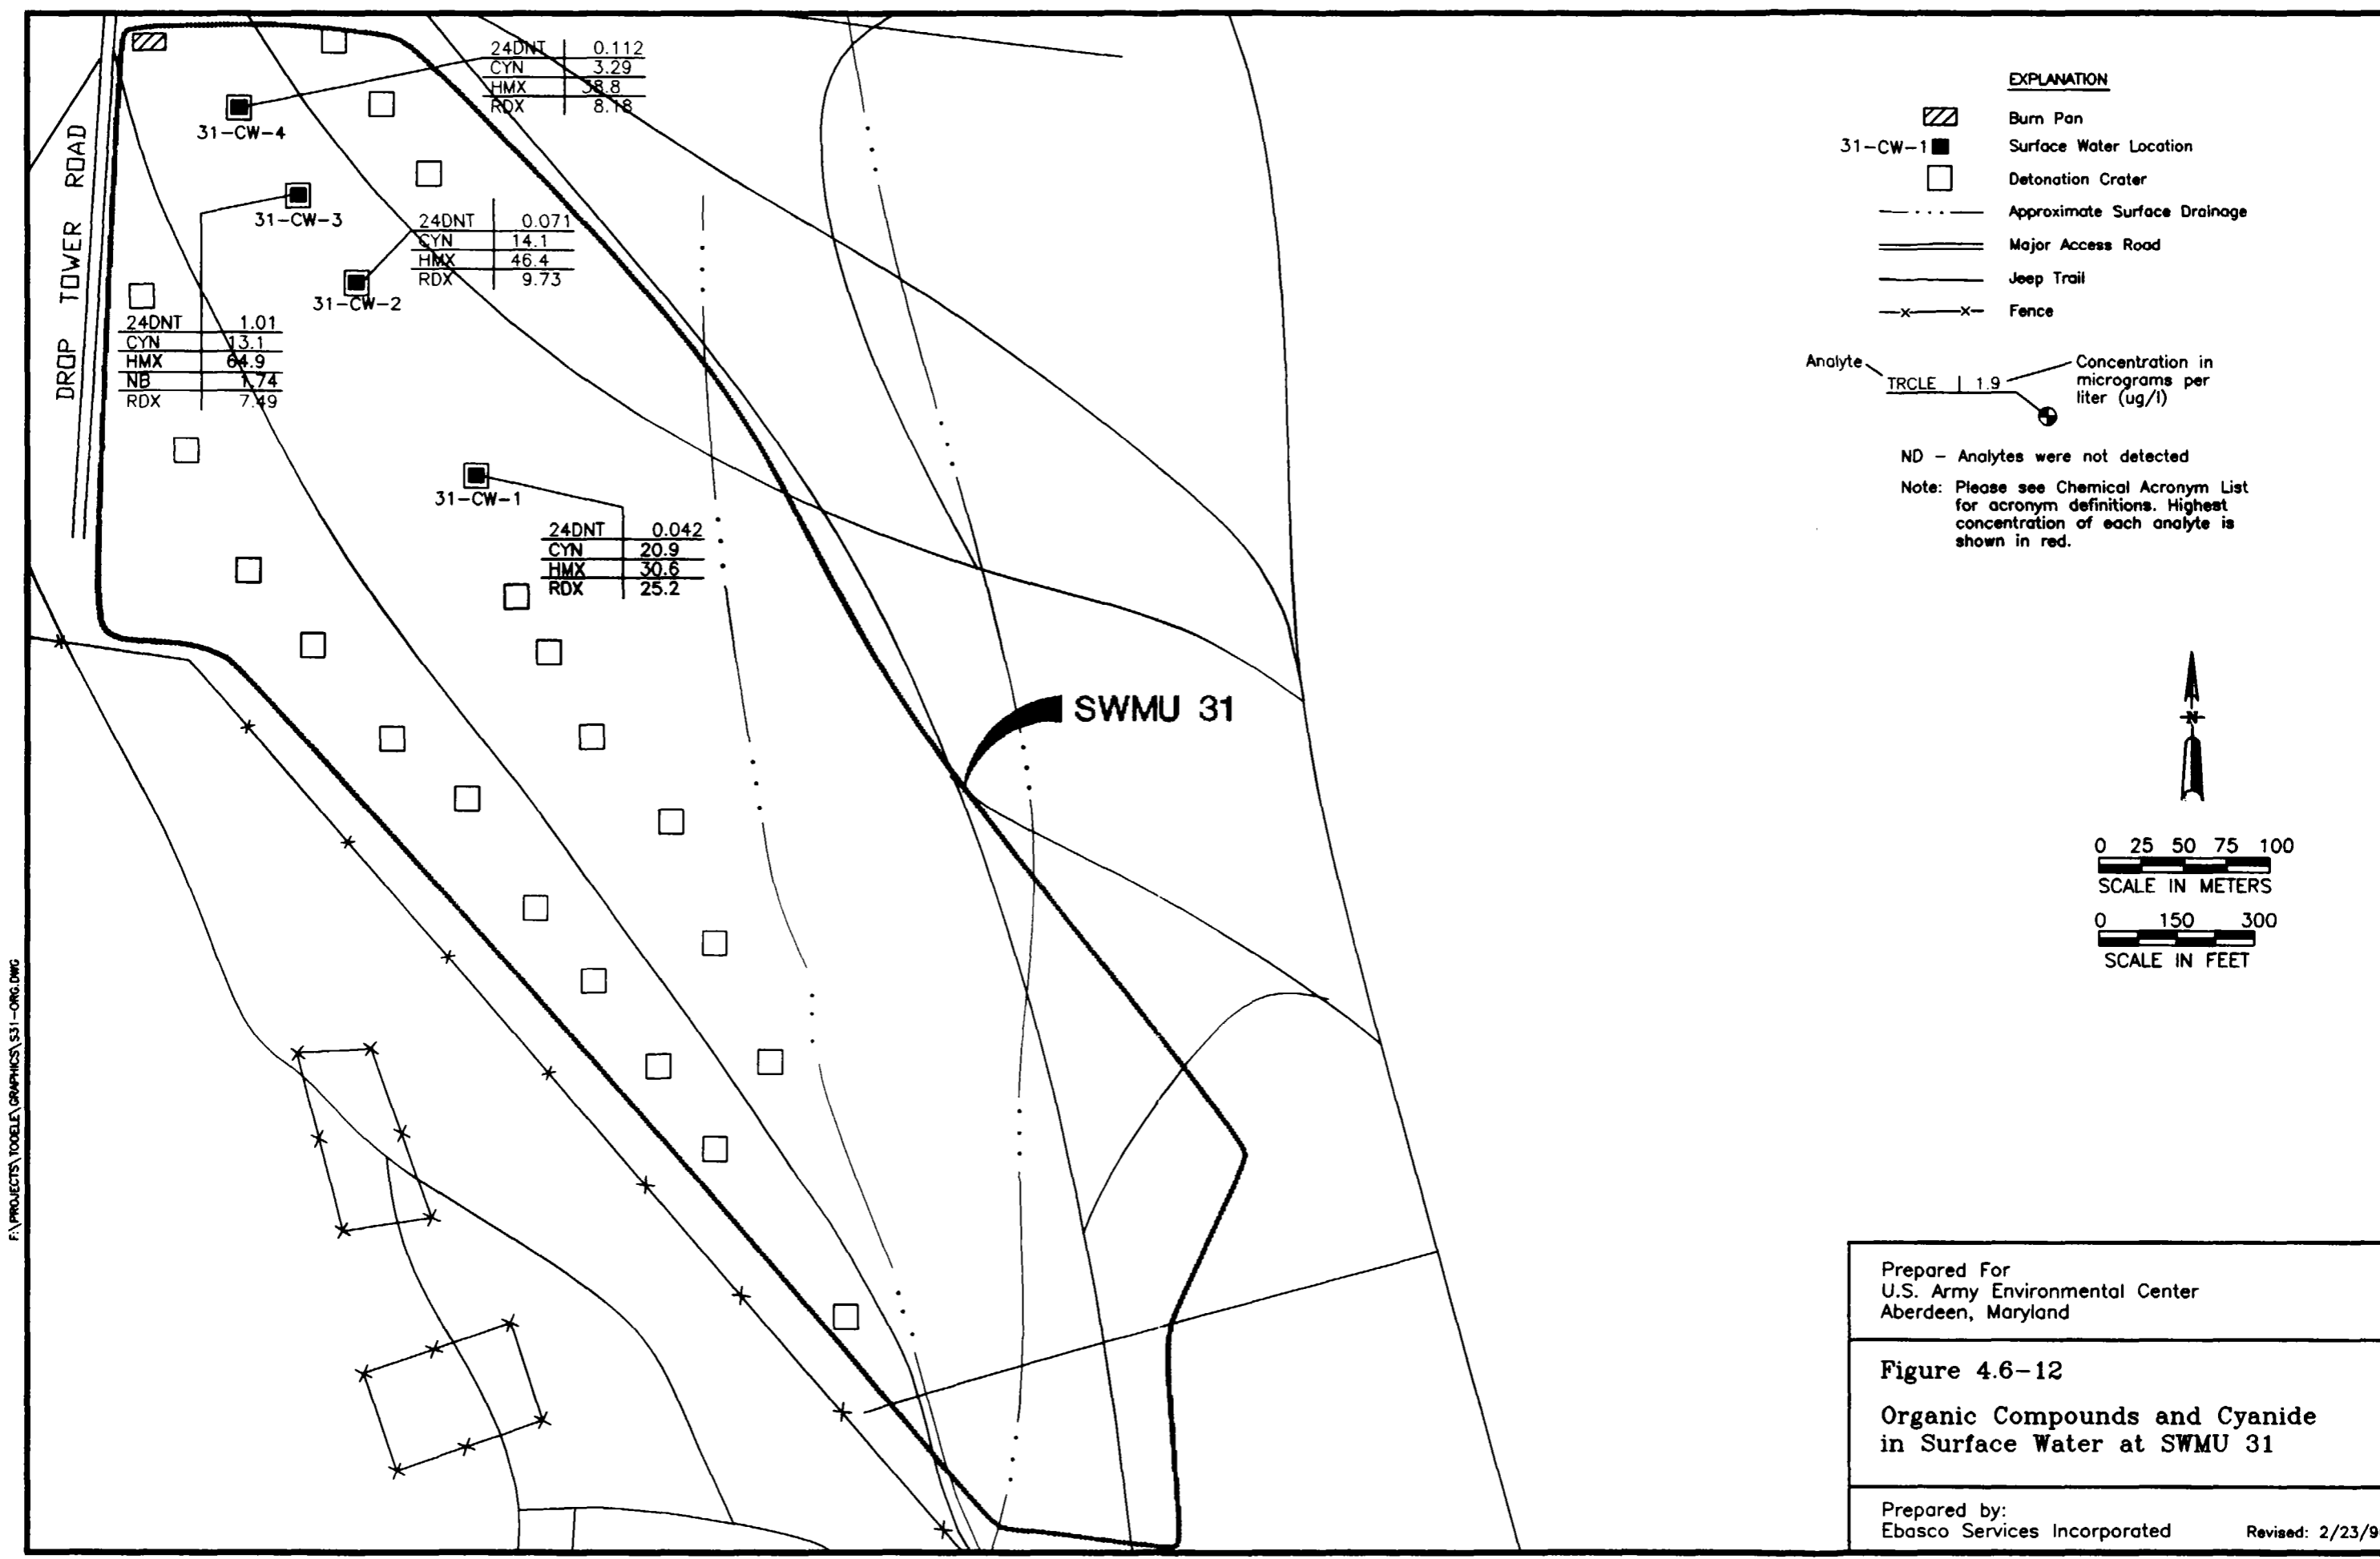 24DNT 0.112
CYN 3.29
HMX 38.8
RDX 8.18
31-CW-4
DROP TOWER ROAD
31-CW-3
24DNT 0.071
CYN 14.1
HMX 46.4
RDX 9.73
31-CW-2
24DNT 1.01
CYN 13.1
HMX 64.9
NB 1.74
RDX 7.49
31-CW-1
24DNT 0.042
CYN 20.9
HMX 30.6
RDX 25.2
SWMU 31
F:\PROJECTS\TOOELE\GRAPHICS\S31-ORG.DWG
EXPLANATION
Burn Pan
31-CW-1 Surface Water Location
Detonation Crater
Approximate Surface Drainage
Major Access Road
Jeep Trail
Fence
Analyte
TRCLE 1.9
Concentration in
micrograms per
liter (ug/l)
ND - Analytes were not detected
Note: Please see Chemical Acronym List
for acronym definitions. Highest
concentration of each analyte is
shown in red.
N
0 25 50 75 100
SCALE IN METERS
0 150 300
SCALE IN FEET
Prepared For
U.S. Army Environmental Center
Aberdeen, Maryland
Figure 4.6-12
Organic Compounds and Cyanide
in Surface Water at SWMU 31
Prepared by:
Ebasco Services Incorporated
Revised: 2/23/9